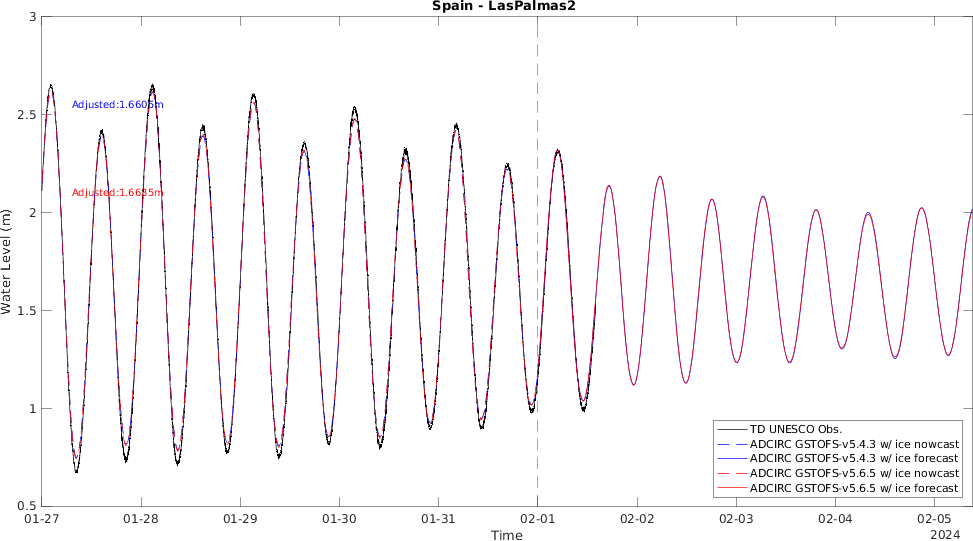 Spain - LasPalmas2
3
2.5
2
1.5
1
0.5
Water Level (m)
Adjusted:1.6606m
Adjusted:1.6635m
TD UNESCO Obs.
ADCIRC GSTOFS-v5.4.3 w/ ice nowcast
ADCIRC GSTOFS-v5.4.3 w/ ice forecast
ADCIRC GSTOFS-v5.6.5 w/ ice nowcast
ADCIRC GSTOFS-v5.6.5 w/ ice forecast
01-27 01-28 01-29 01-30 01-31 02-01 02-02 02-03 02-04 02-05
Time 2024